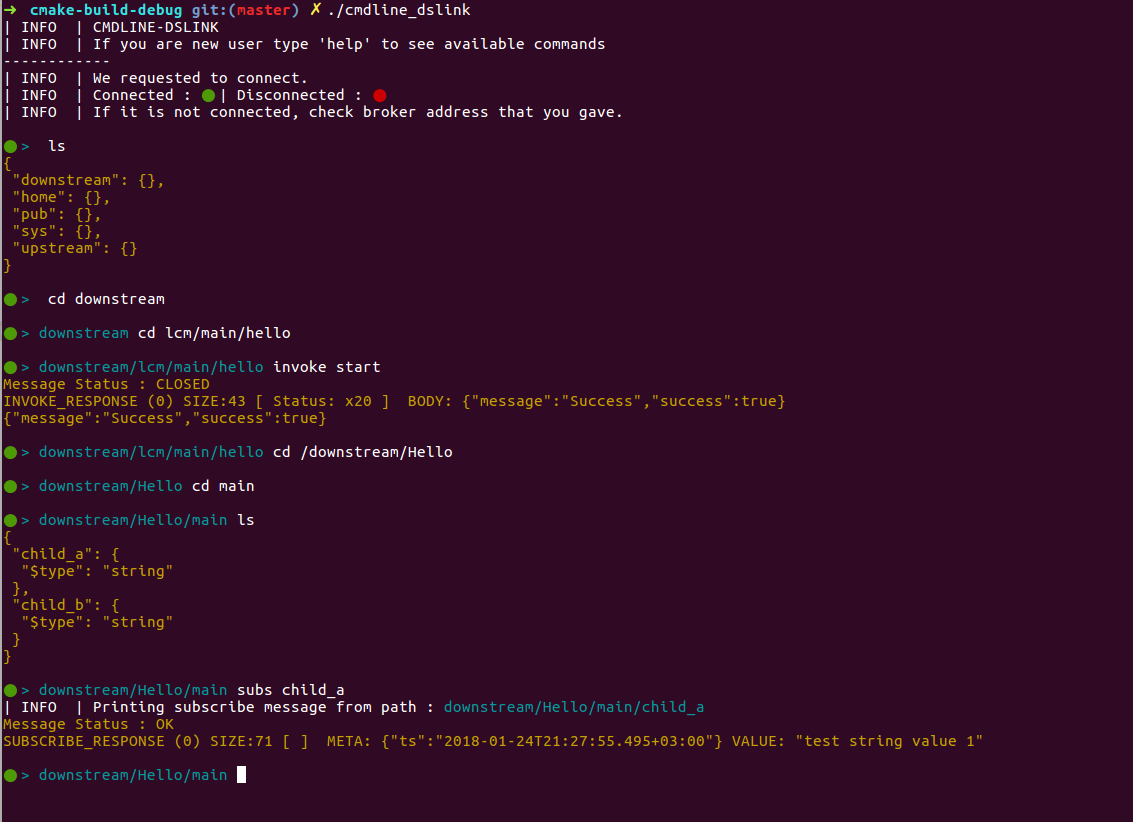 ➜  cmake-build-debug git:(master) ✗ ./cmdline_dslink
| INFO  | CMDLINE-DSLINK
| INFO  | If you are new user type 'help' to see available commands
------------
| INFO  | We requested to connect.
| INFO  | Connected : ●| Disconnected : ●
| INFO  | If it is not connected, check broker address that you gave.
●>  ls
{
 "downstream": {},
 "home": {},
 "pub": {},
 "sys": {},
 "upstream": {}
}
●>  cd downstream
●> downstream cd lcm/main/hello
●> downstream/lcm/main/hello invoke start
Message Status : CLOSED
INVOKE_RESPONSE (0) SIZE:43 [ Status: x20 ]  BODY: {"message":"Success","success":true}
{"message":"Success","success":true}
●> downstream/lcm/main/hello cd /downstream/Hello
●> downstream/Hello cd main
●> downstream/Hello/main ls
{
 "child_a": {
  "$type": "string"
 },
 "child_b": {
  "$type": "string"
 }
}
●> downstream/Hello/main subs child_a
| INFO  | Printing subscribe message from path : downstream/Hello/main/child_a
Message Status : OK
SUBSCRIBE_RESPONSE (0) SIZE:71 [ ]  META: {"ts":"2018-01-24T21:27:55.495+03:00"} VALUE: "test string value 1"
●> downstream/Hello/main